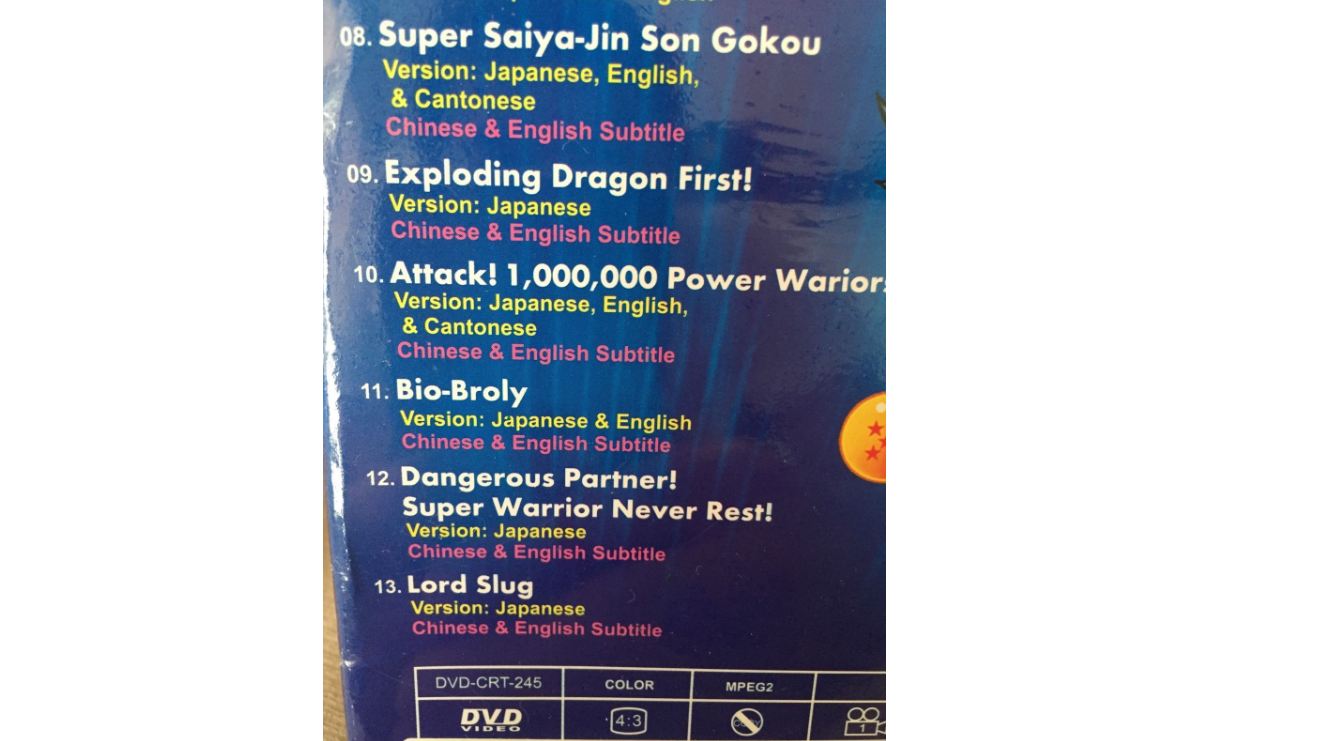 08. Super Saiya-Jin Son Gokou
Version: Japanese, English,
& Cantonese
Chinese & English Subtitle
09. Exploding Dragon First!
Version: Japanese
Chinese & English Subtitle
10. Attack! 1,000,000 Power Warior
Version: Japanese, English,
& Cantonese
Chinese & English Subtitle
11. Bio-Broly
Version: Japanese & English
Chinese & English Subtitle
12. Dangerous Partner!
Super Warrior Never Rest!
Version: Japanese
Chinese & English Subtitle
13. Lord Slug
Version: Japanese
Chinese & English Subtitle
DVD-CRT-245 COLOR MPEG2
DVD VIDEO 4:3 1